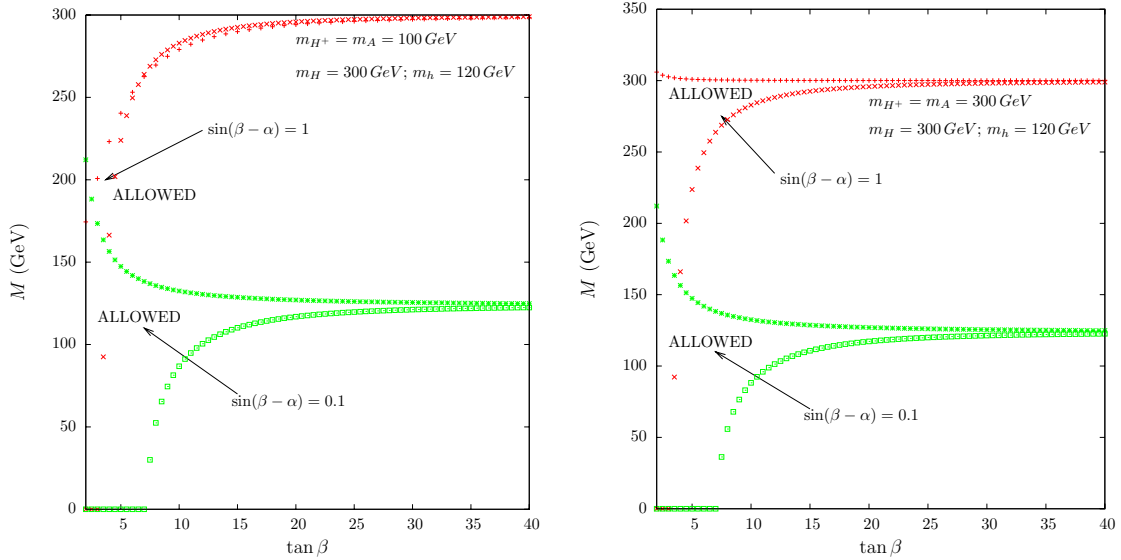 300
250
200
150
100
50
0
M (GeV)
m_{H^+} = m_A = 100 GeV
m_H = 300 GeV; m_h = 120 GeV
sin(β − α) = 1
ALLOWED
ALLOWED
sin(β − α) = 0.1
5 10 15 20 25 30 35 40
tan β
350
300
250
200
150
100
50
0
M (GeV)
ALLOWED
m_{H^+} = m_A = 300 GeV
m_H = 300 GeV; m_h = 120 GeV
sin(β − α) = 1
ALLOWED
sin(β − α) = 0.1
5 10 15 20 25 30 35 40
tan β